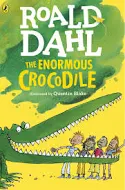 ROALD
DAHL
THE ENORMOUS
CROCODILE
Illustrated by Quentin Blake